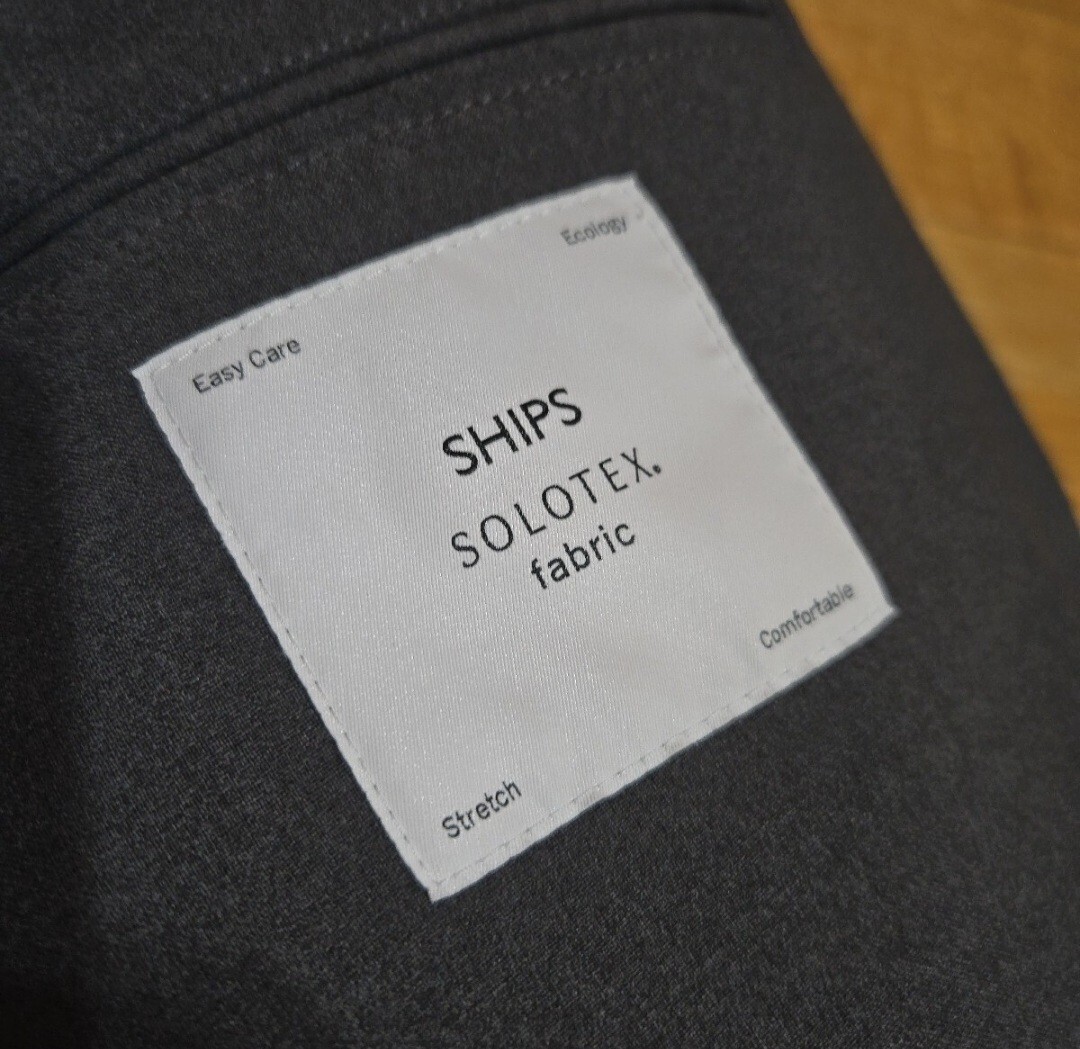 Easy Care
Ecology
SHIPS
SOLOTEX.
fabric
Stretch
Comfortable